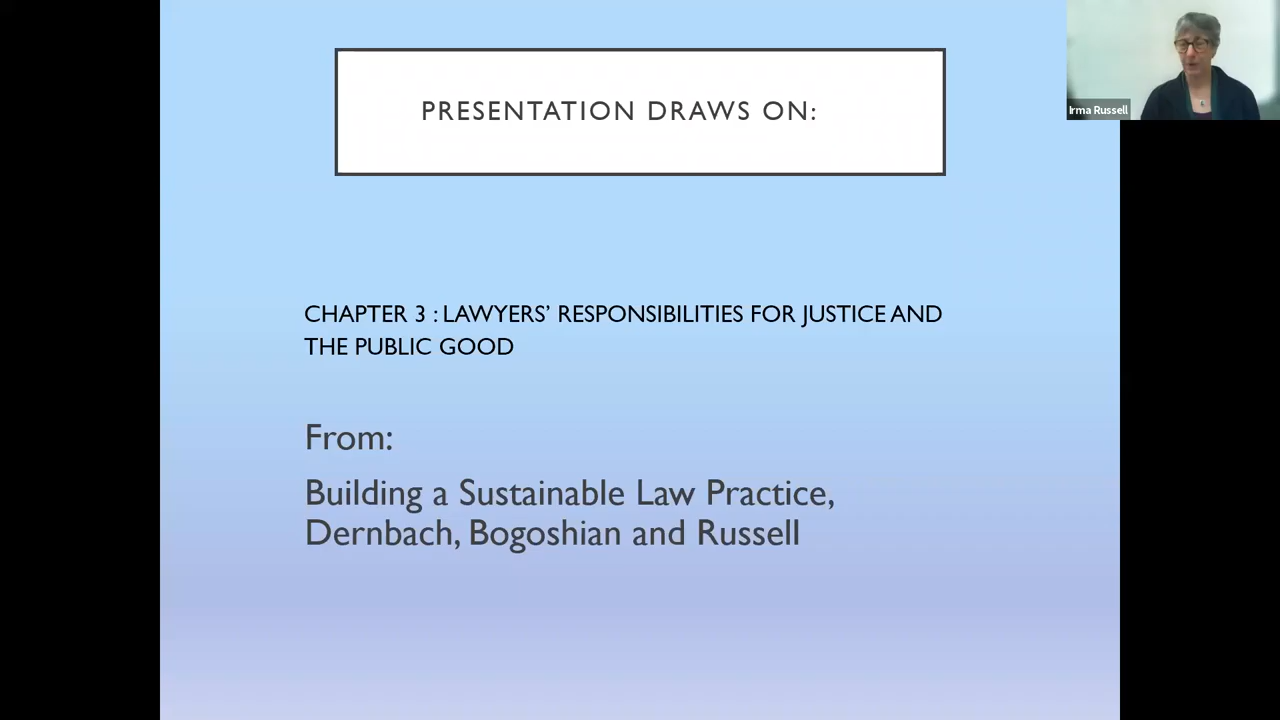 PRESENTATION DRAWS ON:
Irma Russell
CHAPTER 3 : LAWYERS’ RESPONSIBILITIES FOR JUSTICE AND
THE PUBLIC GOOD
From:
Building a Sustainable Law Practice,
Dernbach, Bogoshian and Russell